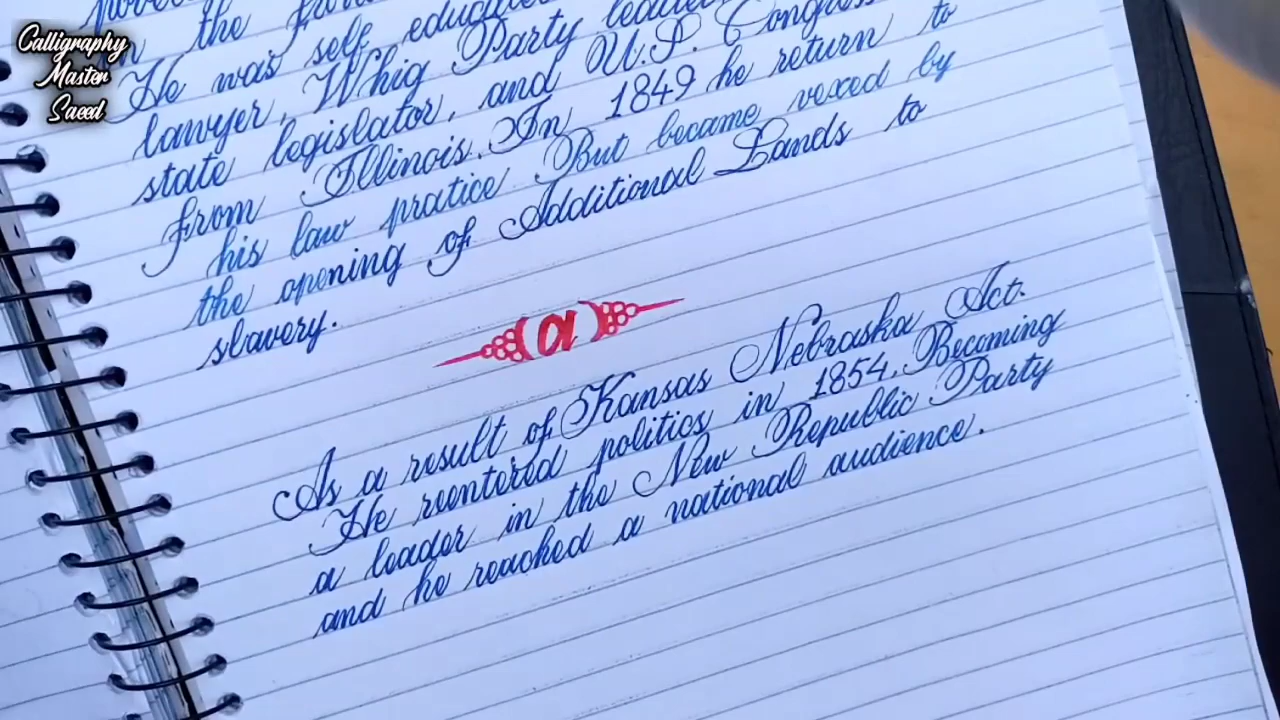 Calligraphy
Master
Saeed
the
He was self
lawyer, Whig Party leader
state legislator, and U.S. Congress
from Illinois. In 1849 he return to
his law pratice But became vexed by
the opening of Additional Lands to
slavery.
(a)
As a result of Kansas Nebraska Act.
He reentered politics in 1854. Becoming
a leader in the New Republic Party
and he reached a national audience.